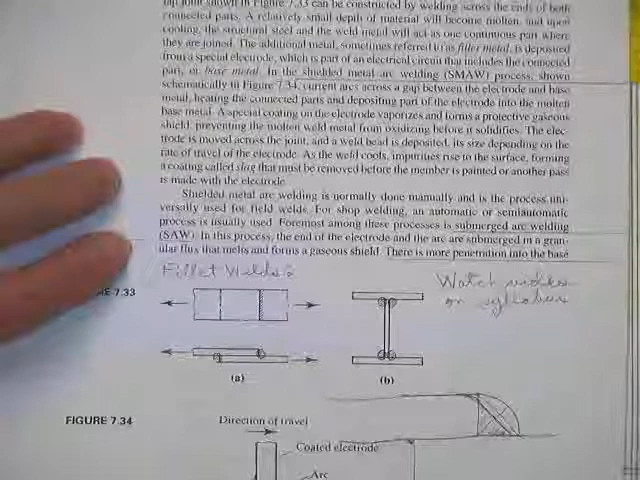 lap joint shown in Figure 7.33 can be constructed by welding across the ends of both
connected parts. A relatively small depth of material will become molten, and upon
cooling, the structural steel and the weld metal will act as one continuous part where
they are joined. The additional metal, sometimes referred to as filler metal, is deposited
from a special electrode, which is part of an electrical circuit that includes the connected
part, or base metal. In the shielded metal arc welding (SMAW) process, shown
schematically in Figure 7.34, current arcs across a gap between the electrode and base
metal, heating the connected parts and depositing part of the electrode into the molten
base metal. A special coating on the electrode vaporizes and forms a protective gaseous
shield, preventing the molten weld metal from oxidizing before it solidifies. The elec-
trode is moved across the joint, and a weld bead is deposited, its size depending on the
rate of travel of the electrode. As the weld cools, impurities rise to the surface, forming
a coating called slag that must be removed before the member is painted or another pass
is made with the electrode.
Shielded metal arc welding is normally done manually and is the process uni-
versally used for field welds. For shop welding, an automatic or semiautomatic
process is usually used. Foremost among these processes is submerged arc welding
(SAW). In this process, the end of the electrode and the arc are submerged in a gran-
ular flux that melts and forms a gaseous shield. There is more penetration into the base
Fillet Welds
Watch videos
on syllabus
7.33
(a)
(b)
FIGURE 7.34
Direction of travel
Coated electrode
Arc